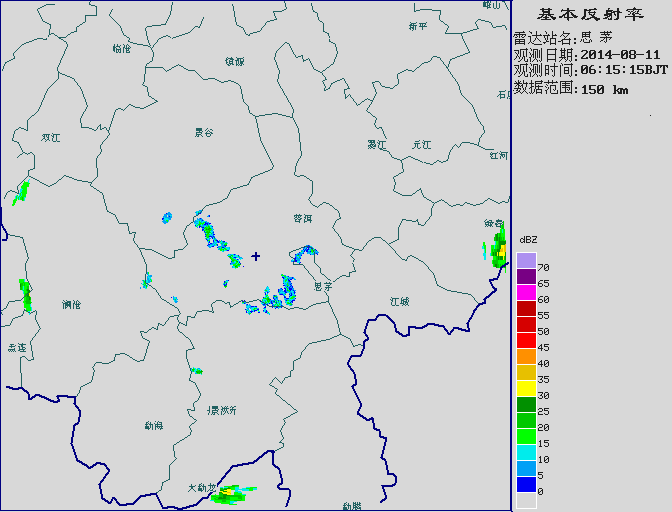 基本反射率
雷达站名:思 茅
观测日期:2014-08-11
观测时间:06:15:15BJT
数据范围:150 km
峨山
新平
临沧
镇源
石屏
双江
景谷
墨江
元江
红河
普洱
绿春
思茅
江城
澜沧
孟连
勐海
大勐龙
勐腊
dBZ
70
65
60
55
50
45
40
35
30
25
20
15
10
5
0